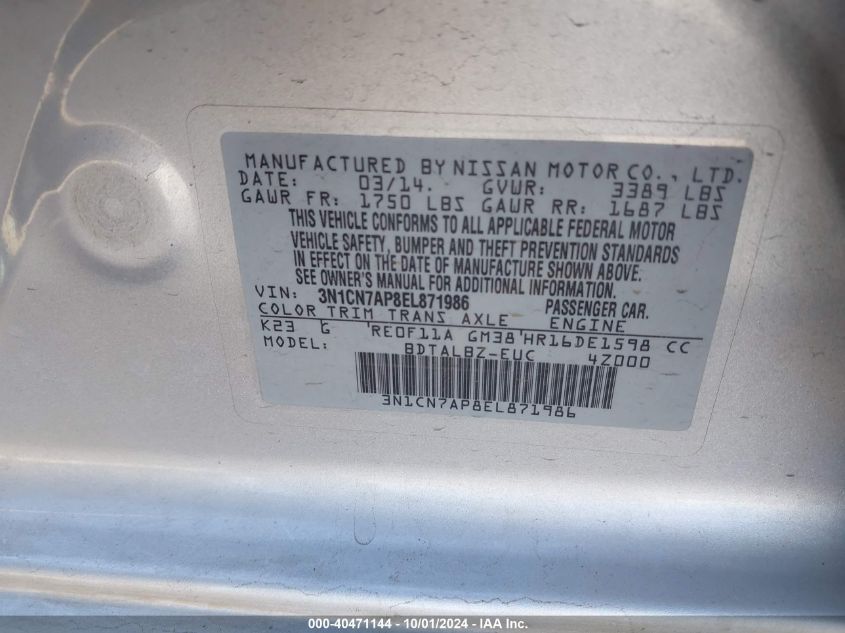 MANUFACTURED BY NISSAN MOTOR CO., LTD.
DATE: 03/14. GVWR: 3389 LBS
GAWR FR: 1750 LBS GAWR RR: 1687 LBS
THIS VEHICLE CONFORMS TO ALL APPLICABLE FEDERAL MOTOR
VEHICLE SAFETY, BUMPER AND THEFT PREVENTION STANDARDS
IN EFFECT ON THE DATE OF MANUFACTURE SHOWN ABOVE.
SEE OWNER'S MANUAL FOR ADDITIONAL INFORMATION.
VIN: 3N1CN7AP8EL871986 PASSENGER CAR.
COLOR TRIM TRANS AXLE ENGINE
K23 G RE0F11A GM38 HR16DE1598 CC
MODEL: BDTALBZ-EUC 4Z000
3N1CN7AP8EL871986
000-40471144 - 10/01/2024 - IAA Inc.